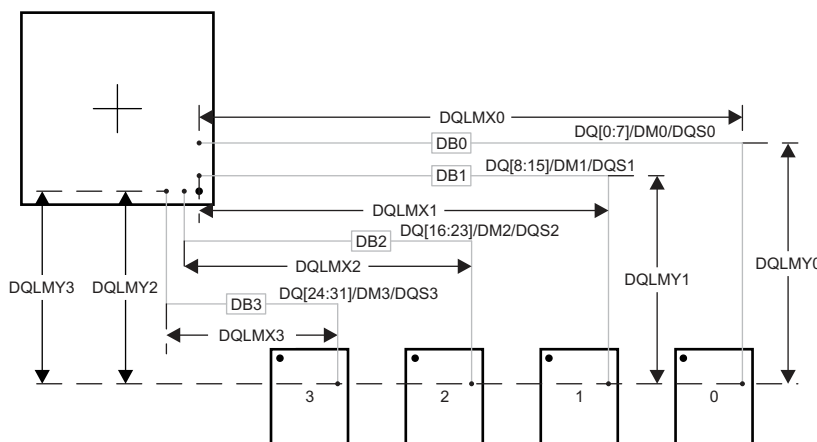 DQLMX0
DQ[0:7]/DM0/DQS0
DB0
DQ[8:15]/DM1/DQS1
DB1
DQLMX1
DQ[16:23]/DM2/DQS2
DB2
DQLMX2
DQLMY1
DQLMY0
DQLMY3
DQLMY2
DQ[24:31]/DM3/DQS3
DB3
DQLMX3
3
2
1
0